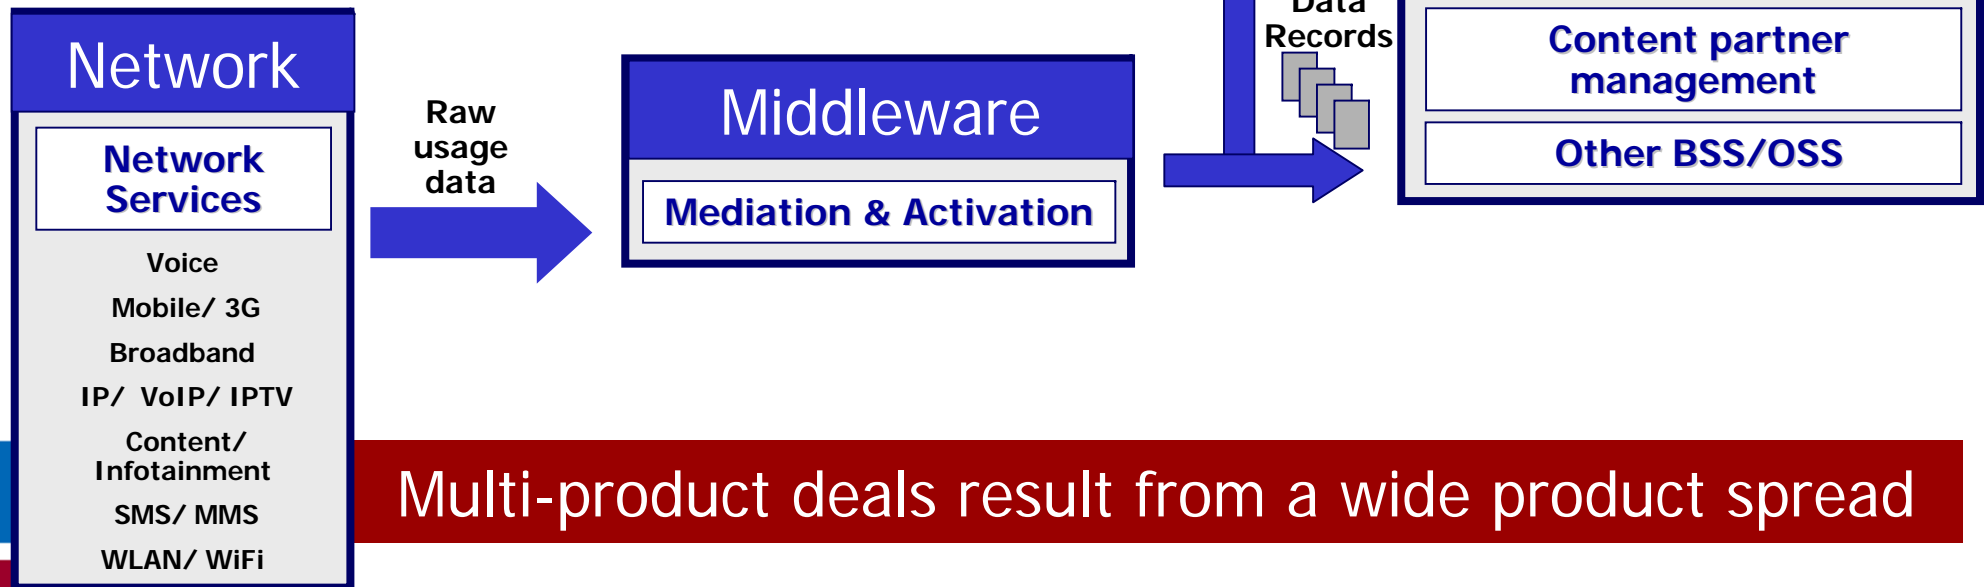 Network
Network
Services
Voice
Mobile/ 3G
Broadband
IP/ VoIP/ IPTV
Content/
Infotainment
SMS/ MMS
WLAN/ WiFi
Raw
usage
data
Middleware
Mediation & Activation
Data
Records
Content partner
management
Other BSS/OSS
Multi-product deals result from a wide product spread